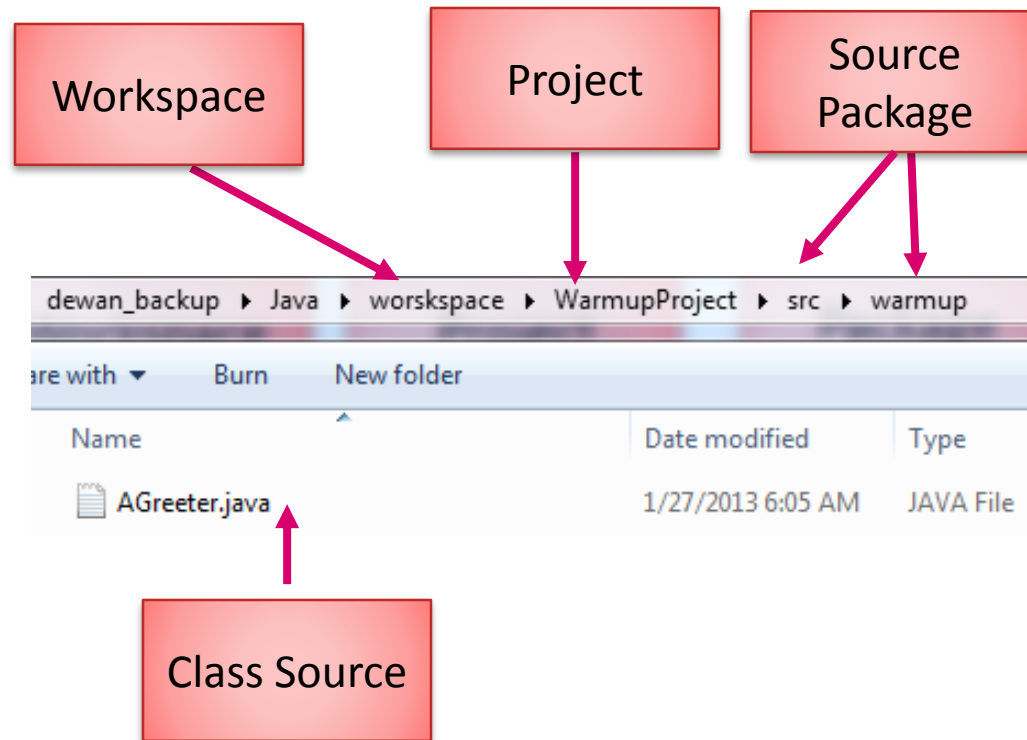 Workspace
Project
Source
Package
dewan_backup ▸ Java ▸ worskspace ▸ WarmupProject ▸ src ▸ warmup
are with ▾ Burn New folder
Name Date modified Type
AGreeter.java 1/27/2013 6:05 AM JAVA File
Class Source